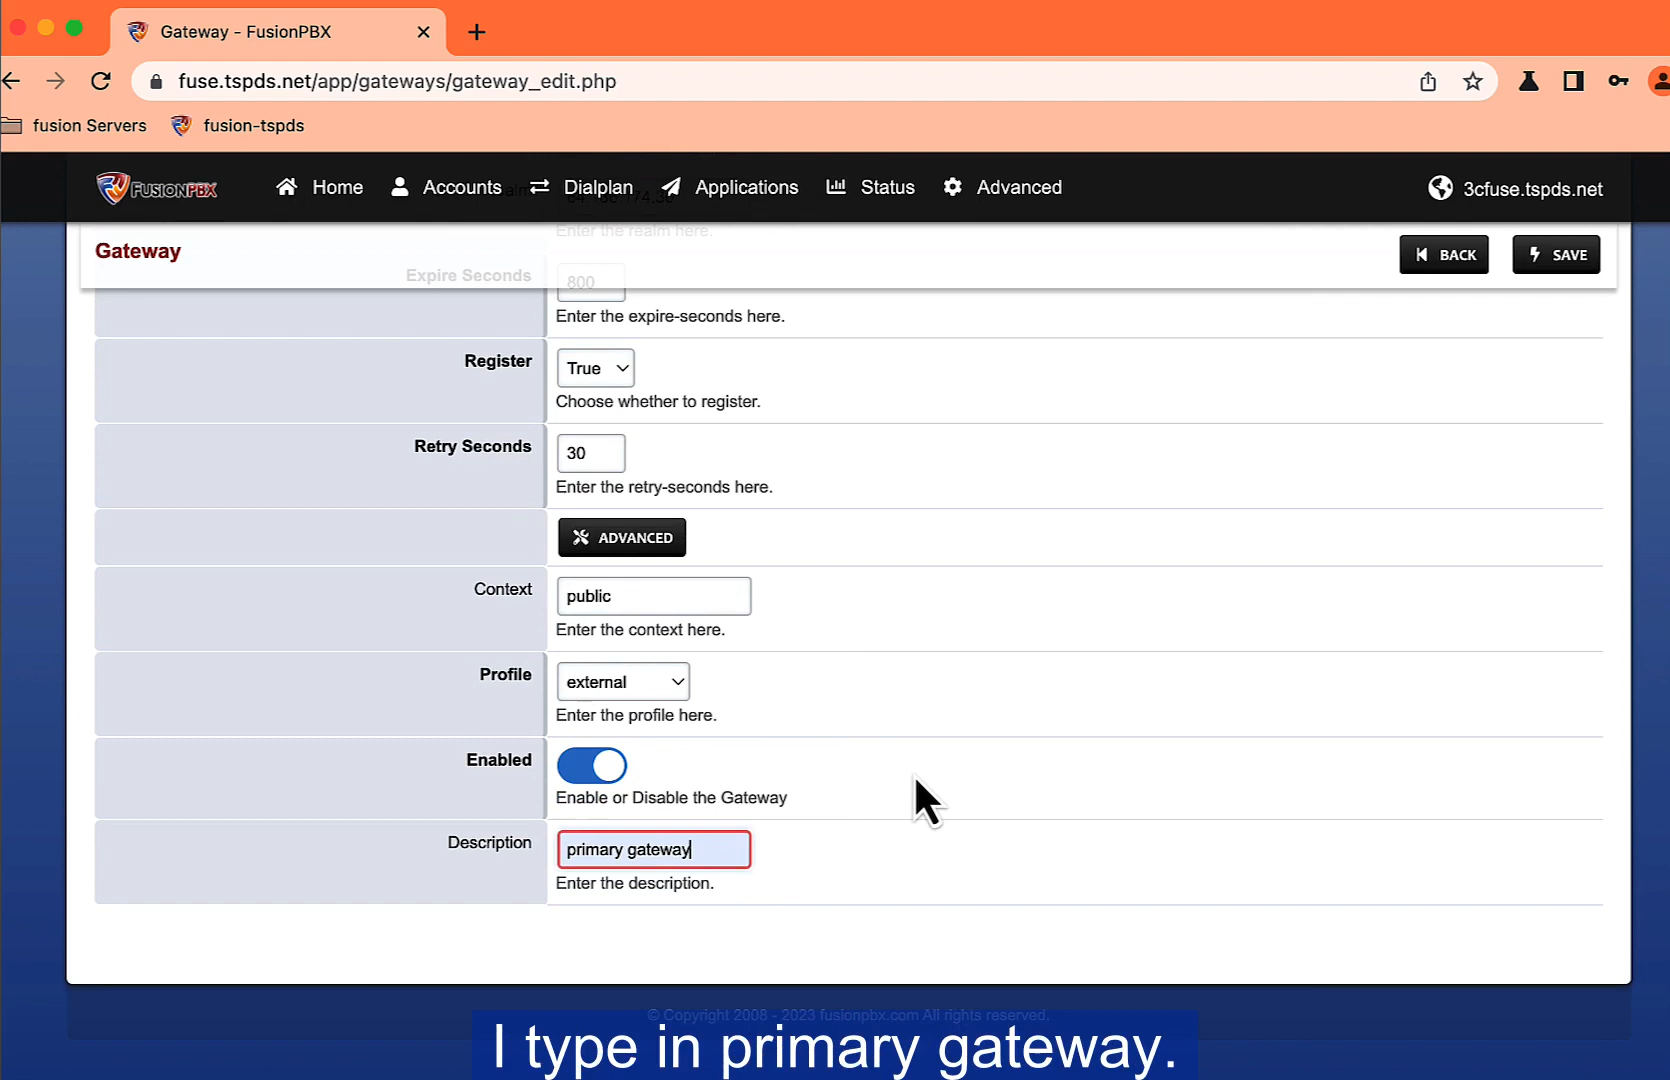 Gateway - FusionPBX
fuse.tspds.net/app/gateways/gateway_edit.php
fusion Servers fusion-tspds
FUSIONPBX Home Accounts Dialplan Applications Status Advanced 3cfuse.tspds.net
Enter the realm here.
Gateway BACK SAVE
Expire Seconds 800
Enter the expire-seconds here.
Register True
Choose whether to register.
Retry Seconds 30
Enter the retry-seconds here.
ADVANCED
Context public
Enter the context here.
Profile external
Enter the profile here.
Enabled
Enable or Disable the Gateway
Description primary gateway
Enter the description.
© Copyright 2008 - 2023 fusionpbx.com All rights reserved.
I type in primary gateway.